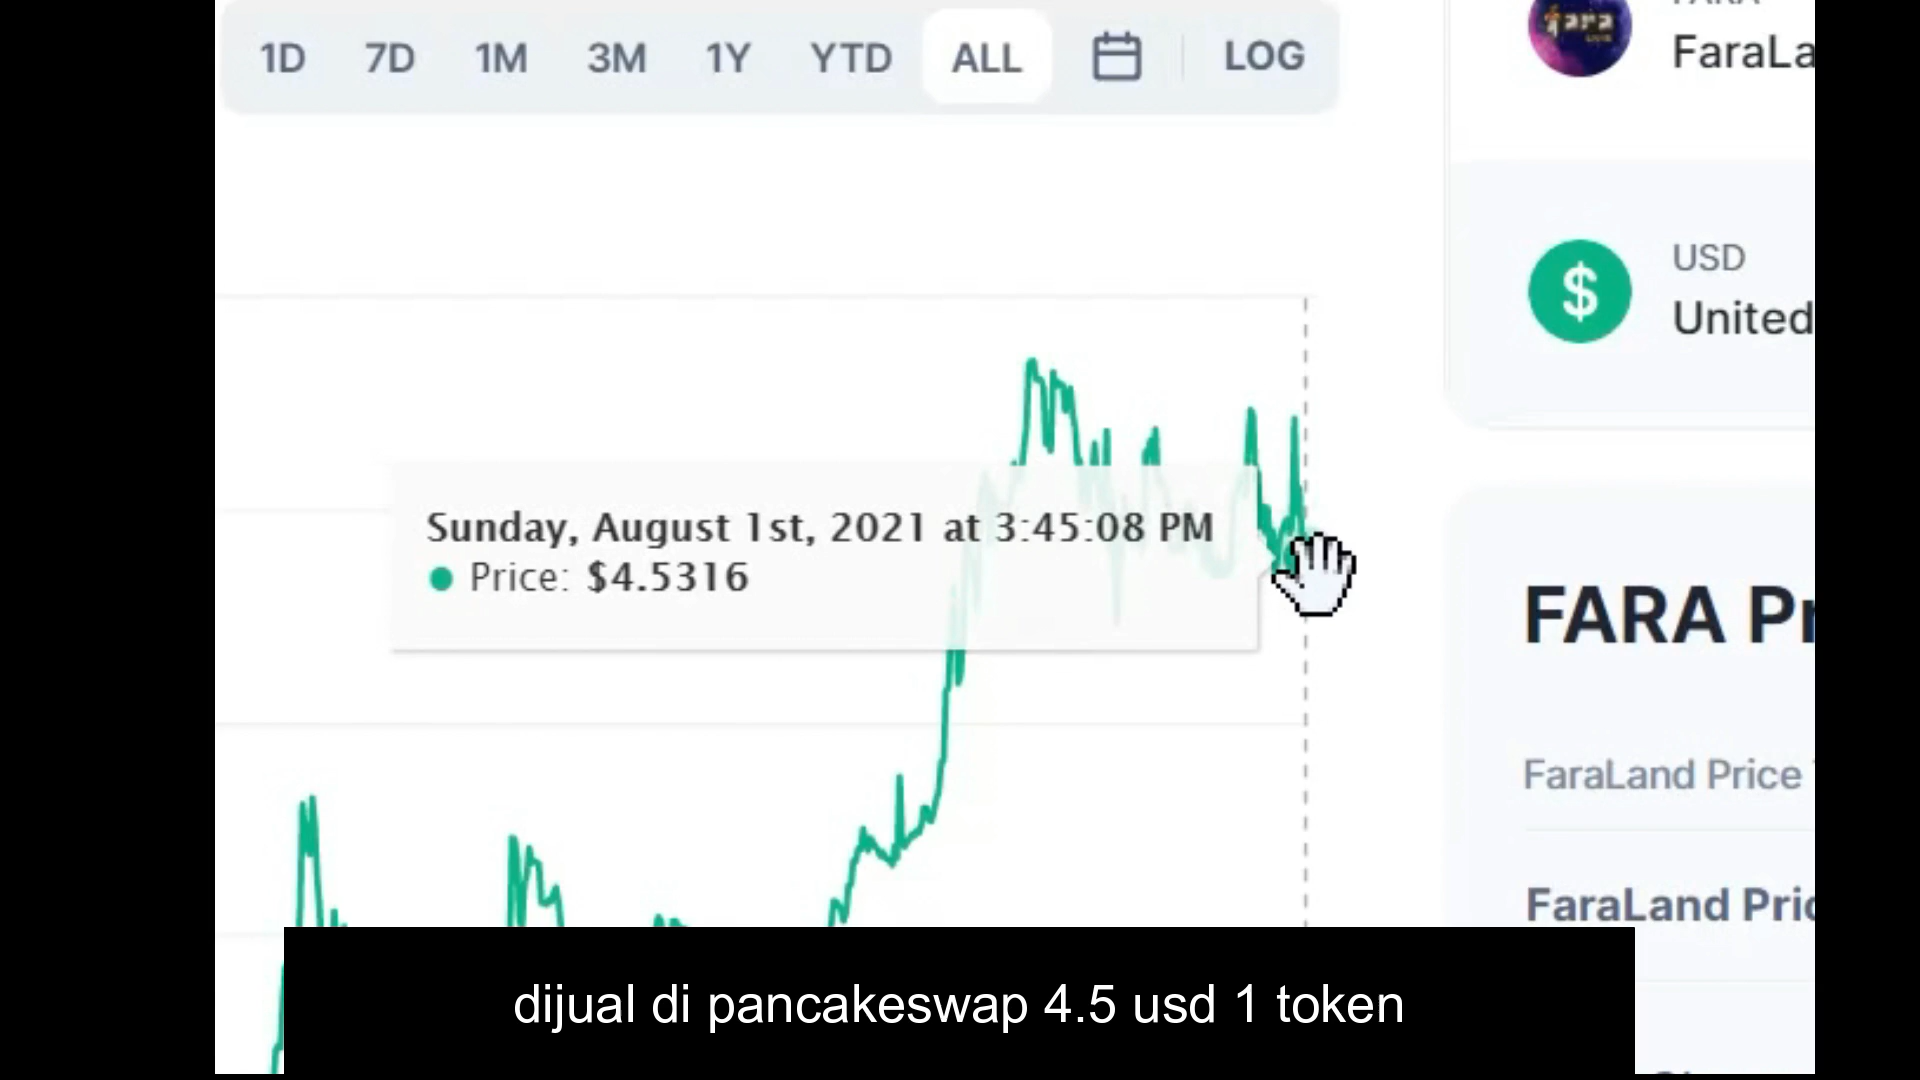 1D 7D 1M 3M 1Y YTD ALL LOG
FaraLa
USD
United
Sunday, August 1st, 2021 at 3:45:08 PM
Price: $4.5316
FARA Pr
FaraLand Price
FaraLand Pric
dijual di pancakeswap 4.5 usd 1 token